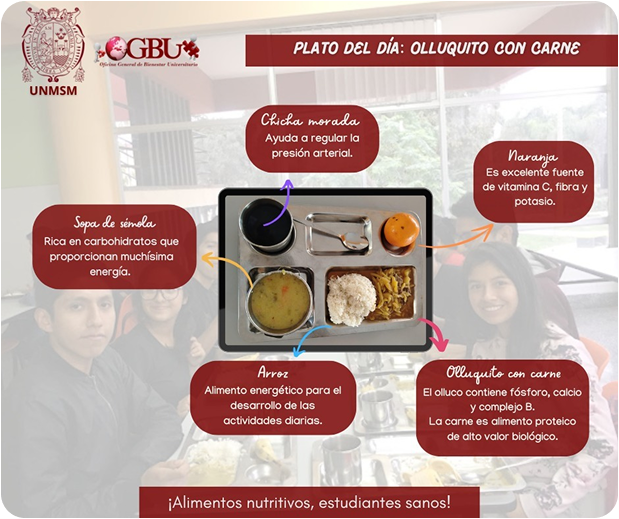 UNMSM
OGBU
Oficina General de Bienestar Universitario
PLATO DEL DÍA: OLLUQUITO CON CARNE
Chicha morada
Ayuda a regular la
presión arterial.
Naranja
Es excelente fuente
de vitamina C, fibra y
potasio.
Sopa de sémola
Rica en carbohidratos que
proporcionan muchísima
energía.
Arroz
Alimento energético para el
desarrollo de las
actividades diarias.
Olluquito con carne
El olluco contiene fósforo, calcio
y complejo B.
La carne es alimento proteico
de alto valor biológico.
¡Alimentos nutritivos, estudiantes sanos!